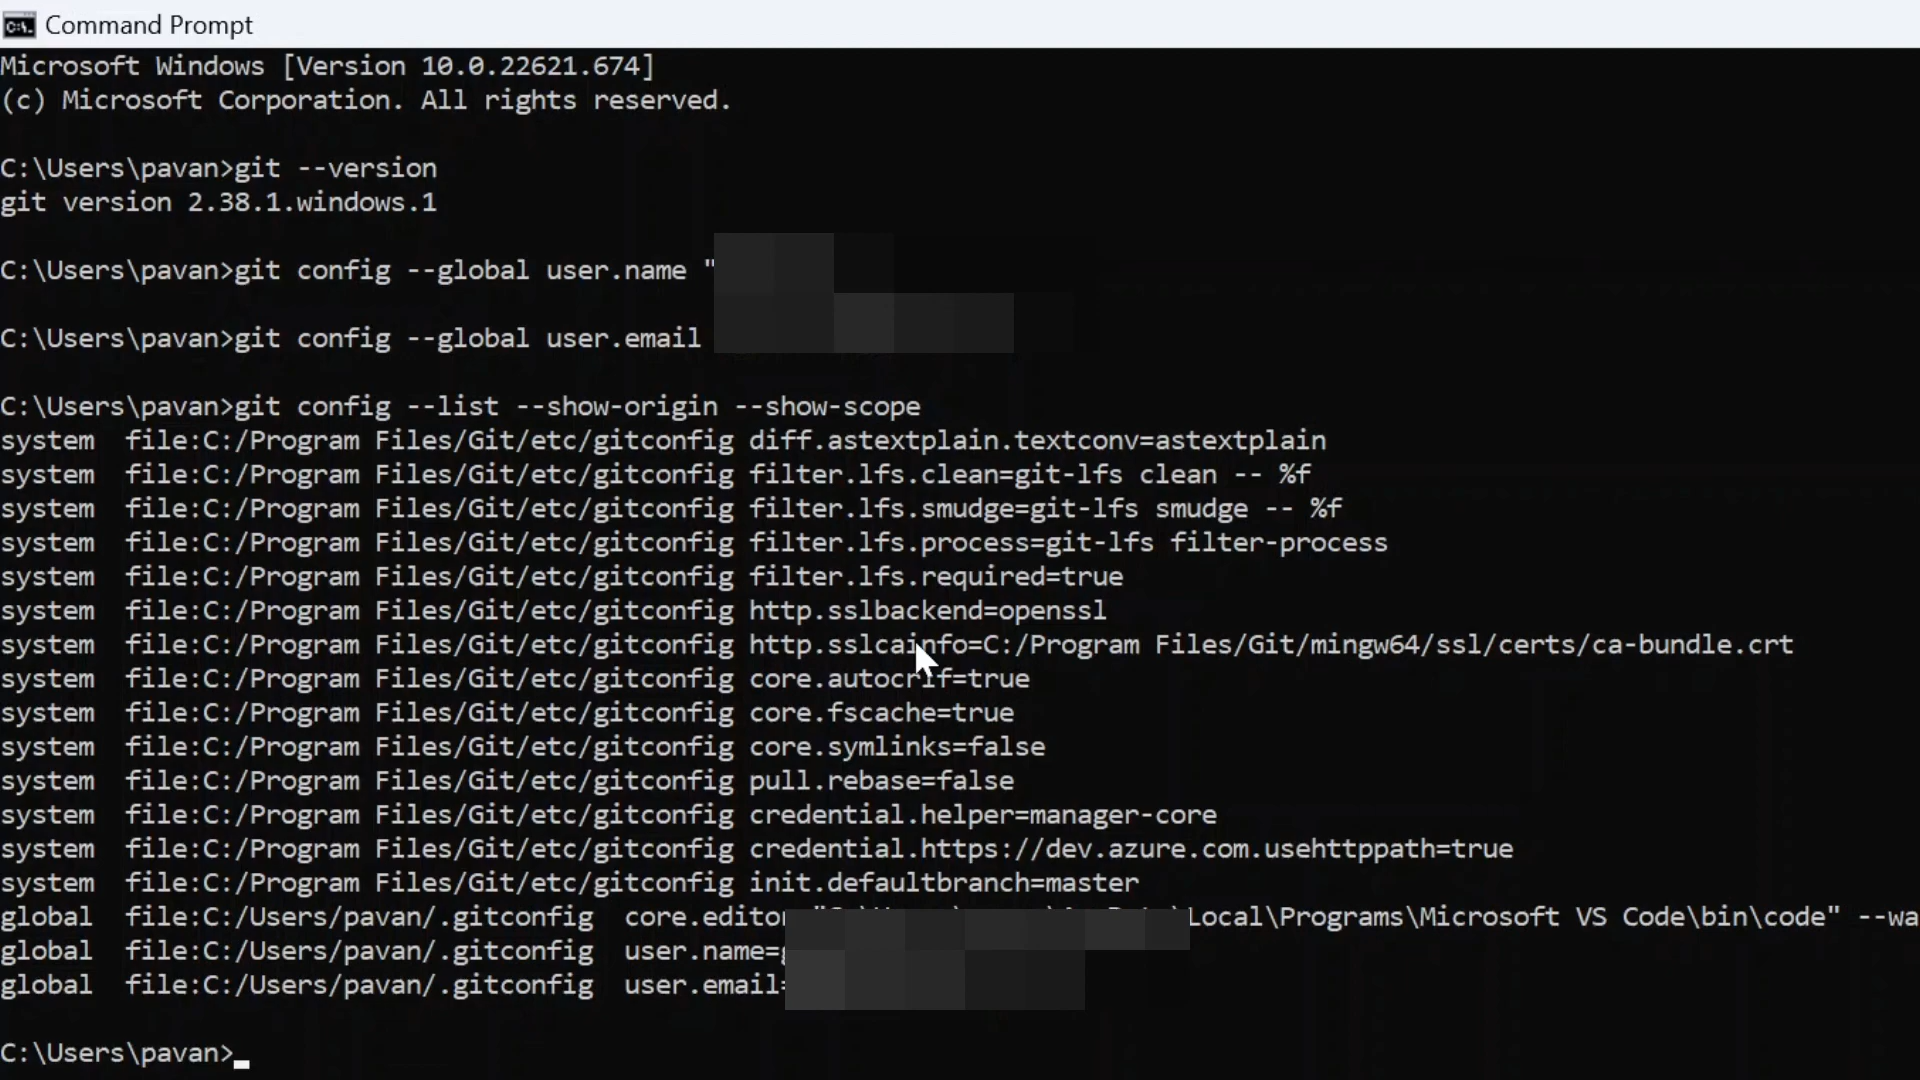 Command Prompt
Microsoft Windows [Version 10.0.22621.674]
(c) Microsoft Corporation. All rights reserved.
C:\Users\pavan>git --version
git version 2.38.1.windows.1
C:\Users\pavan>git config --global user.name "
C:\Users\pavan>git config --global user.email
C:\Users\pavan>git config --list --show-origin --show-scope
system file:C:/Program Files/Git/etc/gitconfig diff.astextplain.textconv=astextplain
system file:C:/Program Files/Git/etc/gitconfig filter.lfs.clean=git-lfs clean -- %f
system file:C:/Program Files/Git/etc/gitconfig filter.lfs.smudge=git-lfs smudge -- %f
system file:C:/Program Files/Git/etc/gitconfig filter.lfs.process=git-lfs filter-process
system file:C:/Program Files/Git/etc/gitconfig filter.lfs.required=true
system file:C:/Program Files/Git/etc/gitconfig http.sslbackend=openssl
system file:C:/Program Files/Git/etc/gitconfig http.sslcainfo=C:/Program Files/Git/mingw64/ssl/certs/ca-bundle.crt
system file:C:/Program Files/Git/etc/gitconfig core.autocrlf=true
system file:C:/Program Files/Git/etc/gitconfig core.fscache=true
system file:C:/Program Files/Git/etc/gitconfig core.symlinks=false
system file:C:/Program Files/Git/etc/gitconfig pull.rebase=false
system file:C:/Program Files/Git/etc/gitconfig credential.helper=manager-core
system file:C:/Program Files/Git/etc/gitconfig credential.https://dev.azure.com.usehttppath=true
system file:C:/Program Files/Git/etc/gitconfig init.defaultbranch=master
global file:C:/Users/pavan/.gitconfig core.editor Local\Programs\Microsoft VS Code\bin\code" --wa
global file:C:/Users/pavan/.gitconfig user.name=
global file:C:/Users/pavan/.gitconfig user.email=
C:\Users\pavan>